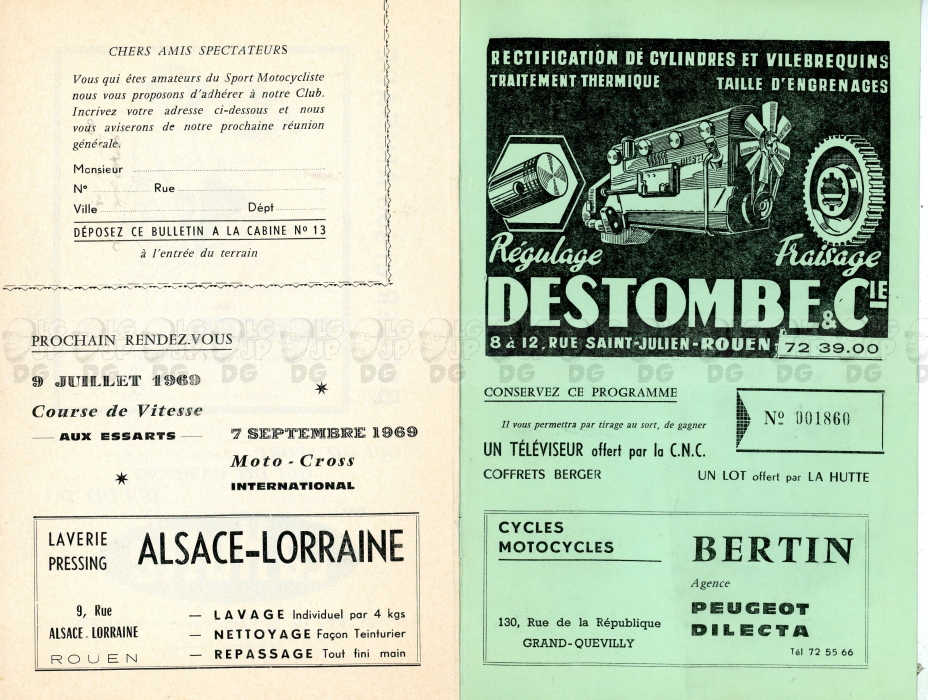 CHERS AMIS SPECTATEURS
Vous qui êtes amateurs du Sport Motocycliste
nous vous proposons d'adhérer à notre Club.
Incrivez votre adresse ci-dessous et nous
vous aviserons de notre prochaine réunion
générale.
Monsieur
N° Rue
Ville Dépt
DÉPOSEZ CE BULLETIN A LA CABINE N° 13
à l'entrée du terrain
PROCHAIN RENDEZ-VOUS
9 JUILLET 1969
Course de Vitesse
— AUX ESSARTS —
7 SEPTEMBRE 1969
Moto-Cross
INTERNATIONAL
LAVERIE
PRESSING
ALSACE-LORRAINE
9, Rue
ALSACE-LORRAINE
ROUEN
— LAVAGE Individuel par 4 kgs
— NETTOYAGE Façon Teinturier
— REPASSAGE Tout fini main
RECTIFICATION DE CYLINDRES ET VILEBREQUINS
TRAITEMENT THERMIQUE TAILLE D'ENGRENAGES
Régulage Fraisage
DESTOMBE & CIE
8 à 12, RUE SAINT-JULIEN-ROUEN-72 39.00
CONSERVEZ CE PROGRAMME
N° 001860
Il vous permettra par tirage au sort, de gagner
UN TÉLÉVISEUR offert par la C.N.C.
COFFRETS BERGER UN LOT offert par LA HUTTE
CYCLES
MOTOCYCLES
BERTIN
Agence
PEUGEOT
DILECTA
130, Rue de la République
GRAND-QUEVILLY
Tél 72 55 66
LG JP DG